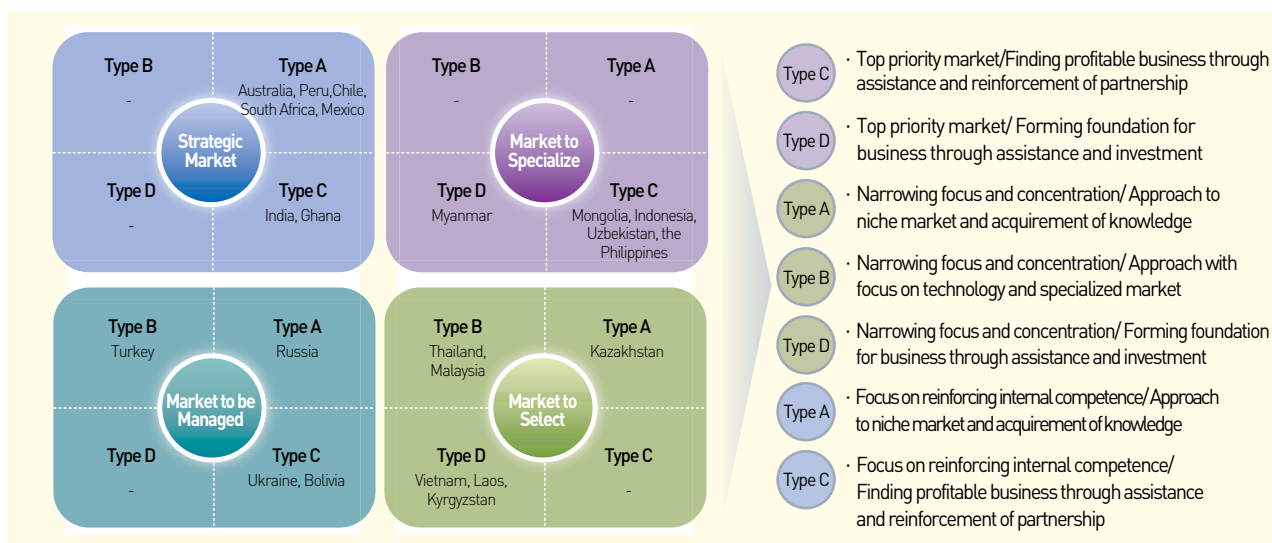 Type B
-
Type A
Australia, Peru,Chile,
South Africa, Mexico
Strategic
Market
Type D
-
Type C
India, Ghana
Type B
-
Type A
-
Market to
Specialize
Type D
Myanmar
Type C
Mongolia, Indonesia,
Uzbekistan, the
Philippines
Type B
Turkey
Type A
Russia
Market to be
Managed
Type D
-
Type C
Ukraine, Bolivia
Type B
Thailand,
Malaysia
Type A
Kazakhstan
Market to
Select
Type D
Vietnam, Laos,
Kyrgyzstan
Type C
-
Type C
· Top priority market/Finding profitable business through
assistance and reinforcement of partnership
Type D
· Top priority market/ Forming foundation for
business through assistance and investment
Type A
· Narrowing focus and concentration/ Approach to
niche market and acquirement of knowledge
Type B
· Narrowing focus and concentration/ Approach with
focus on technology and specialized market
Type D
· Narrowing focus and concentration/ Forming foundation
for business through assistance and investment
Type A
· Focus on reinforcing internal competence/ Approach
to niche market and acquirement of knowledge
Type C
· Focus on reinforcing internal competence/
Finding profitable business through assistance
and reinforcement of partnership